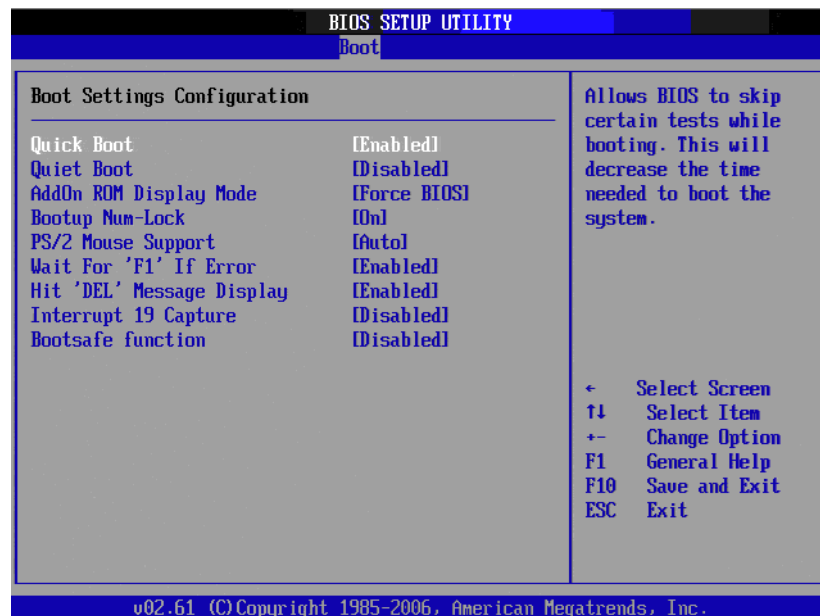 BIOS SETUP UTILITY
Boot
Boot Settings Configuration
Quick Boot [Enabled]
Quiet Boot [Disabled]
AddOn ROM Display Mode [Force BIOS]
Bootup Num-Lock [On]
PS/2 Mouse Support [Auto]
Wait For 'F1' If Error [Enabled]
Hit 'DEL' Message Display [Enabled]
Interrupt 19 Capture [Disabled]
Bootsafe function [Disabled]
Allows BIOS to skip
certain tests while
booting. This will
decrease the time
needed to boot the
system.
← Select Screen
↑↓ Select Item
+- Change Option
F1 General Help
F10 Save and Exit
ESC Exit
v02.61 (C)Copyright 1985-2006, American Megatrends, Inc.